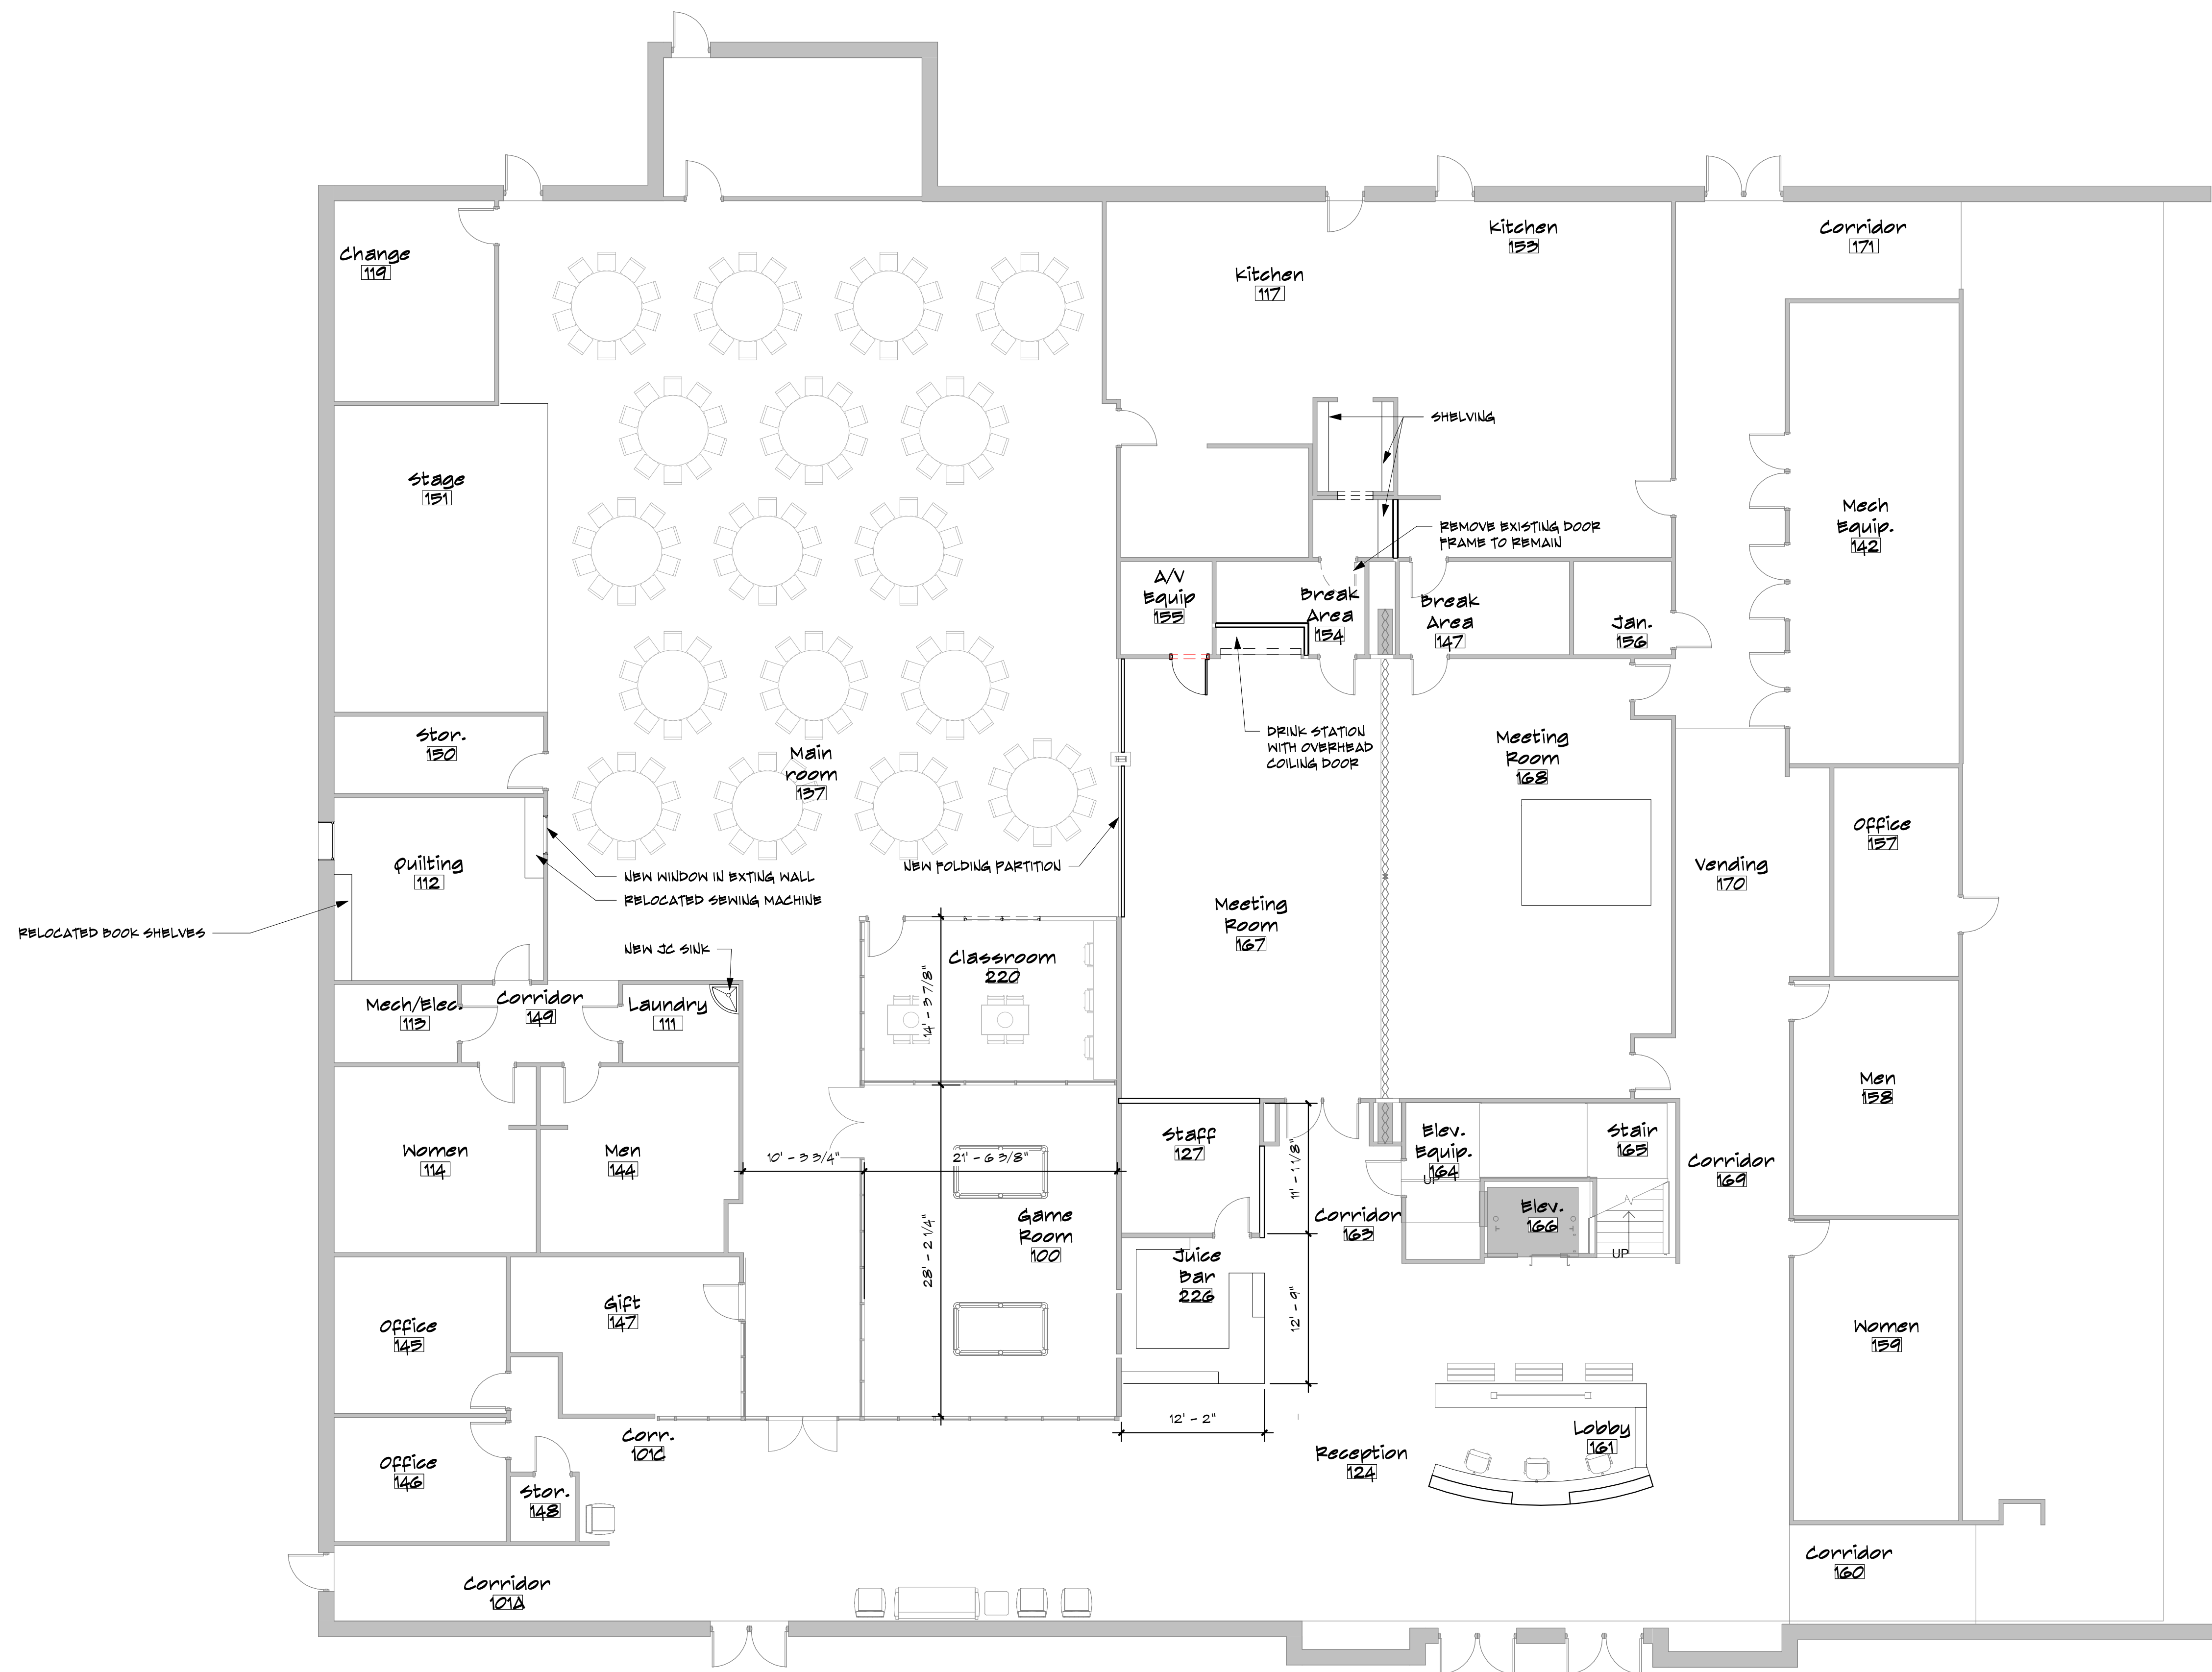 Change
119
Kitchen
153
Corridor
171
Kitchen
117
SHELVING
Stage
151
Mech
Equip.
142
REMOVE EXISTING DOOR
FRAME TO REMAIN
A/V
Equip
155
Break
Area
154
Break
Area
147
Jan.
156
Stor.
150
Main
room
137
DRINK STATION
WITH OVERHEAD
COILING DOOR
Meeting
Room
168
Office
157
Quilting
112
NEW WINDOW IN EXTING WALL
RELOCATED SEWING MACHINE
NEW FOLDING PARTITION
Vending
170
RELOCATED BOOK SHELVES
NEW JC SINK
Meeting
Room
167
Classroom
220
14' - 3 7/8"
Mech/Elec.
113
Corridor
149
Laundry
111
Men
158
Women
114
Men
144
10' - 3 3/4"
21' - 6 3/8"
Staff
127
11' - 1 1/8"
Elev.
Equip.
164
UP
Stair
165
Corridor
169
Elev.
166
UP
Corridor
163
Game
Room
100
28' - 2 1/4"
Juice
Bar
226
12' - 9"
Office
145
Gift
147
Women
159
12' - 2"
Corr.
101C
Lobby
161
Reception
124
Office
146
Stor.
148
Corridor
160
Corridor
101A